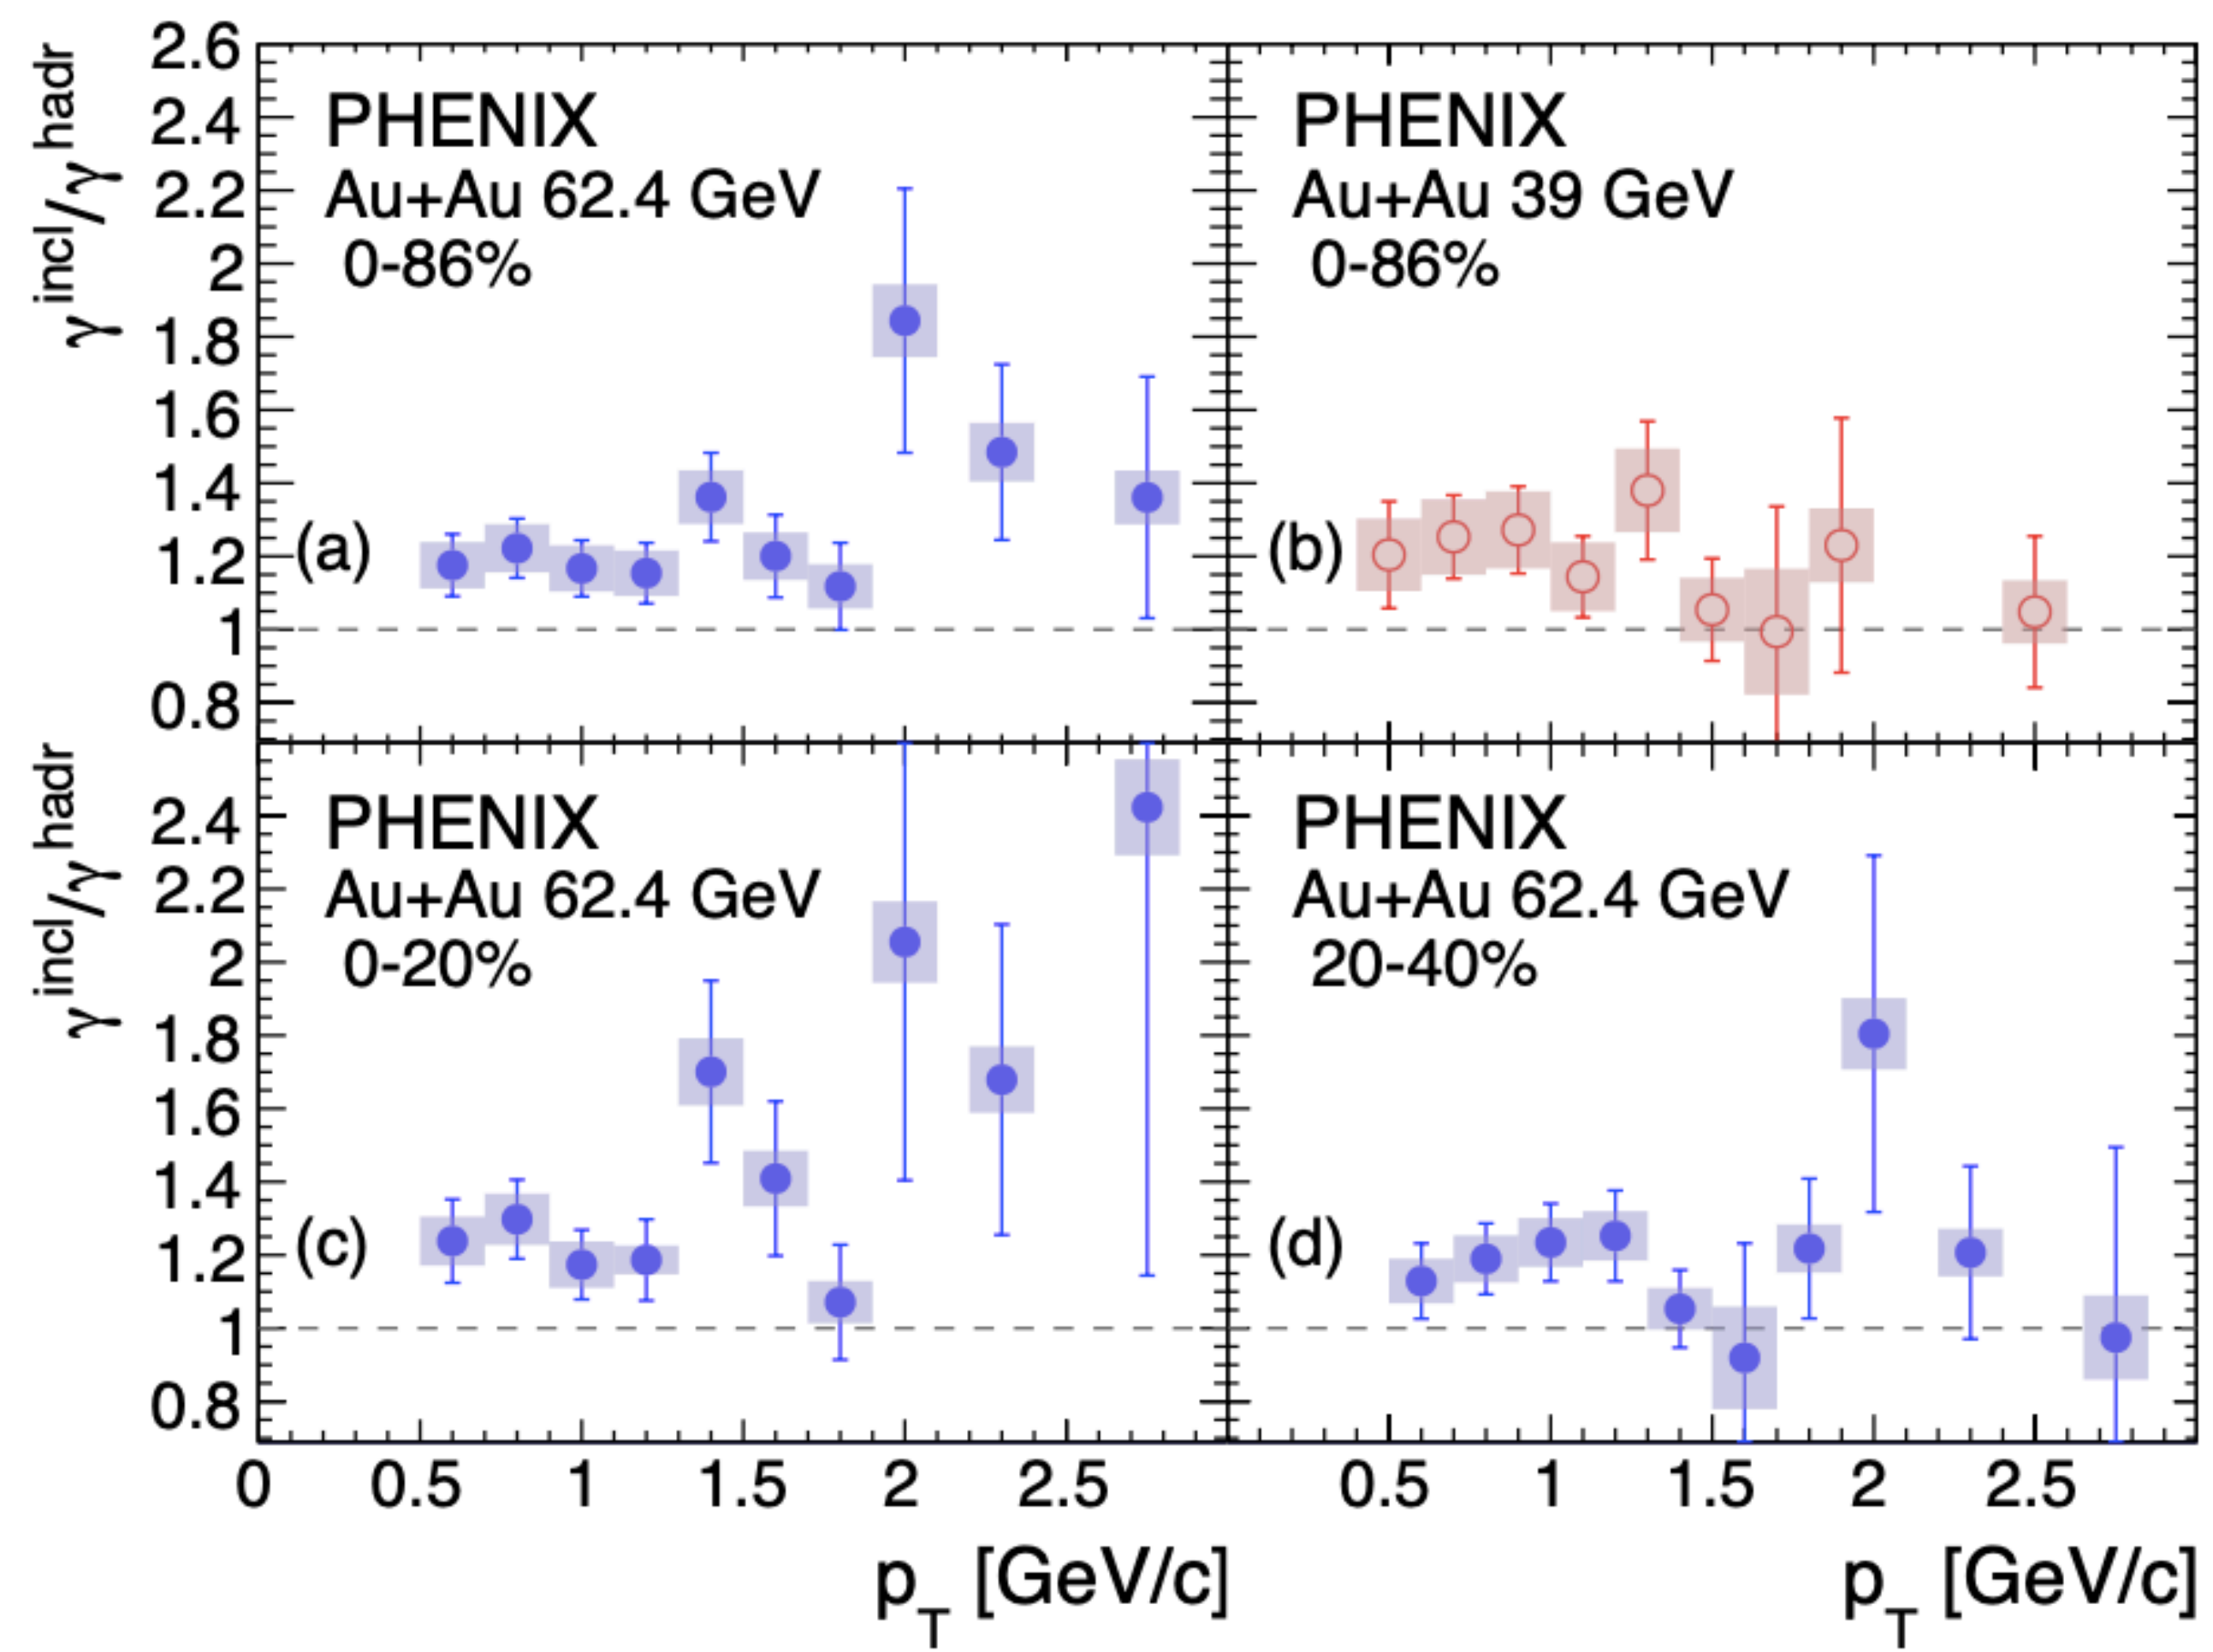 γ^incl/γ^hadr
2.6
2.4
2.2
2
1.8
1.6
1.4
1.2
1
0.8
PHENIX
Au+Au 62.4 GeV
0-86%
(a)
PHENIX
Au+Au 39 GeV
0-86%
(b)
γ^incl/γ^hadr
2.4
2.2
2
1.8
1.6
1.4
1.2
1
0.8
PHENIX
Au+Au 62.4 GeV
0-20%
(c)
PHENIX
Au+Au 62.4 GeV
20-40%
(d)
0 0.5 1 1.5 2 2.5
0.5 1 1.5 2 2.5
p_T [GeV/c]
p_T [GeV/c]